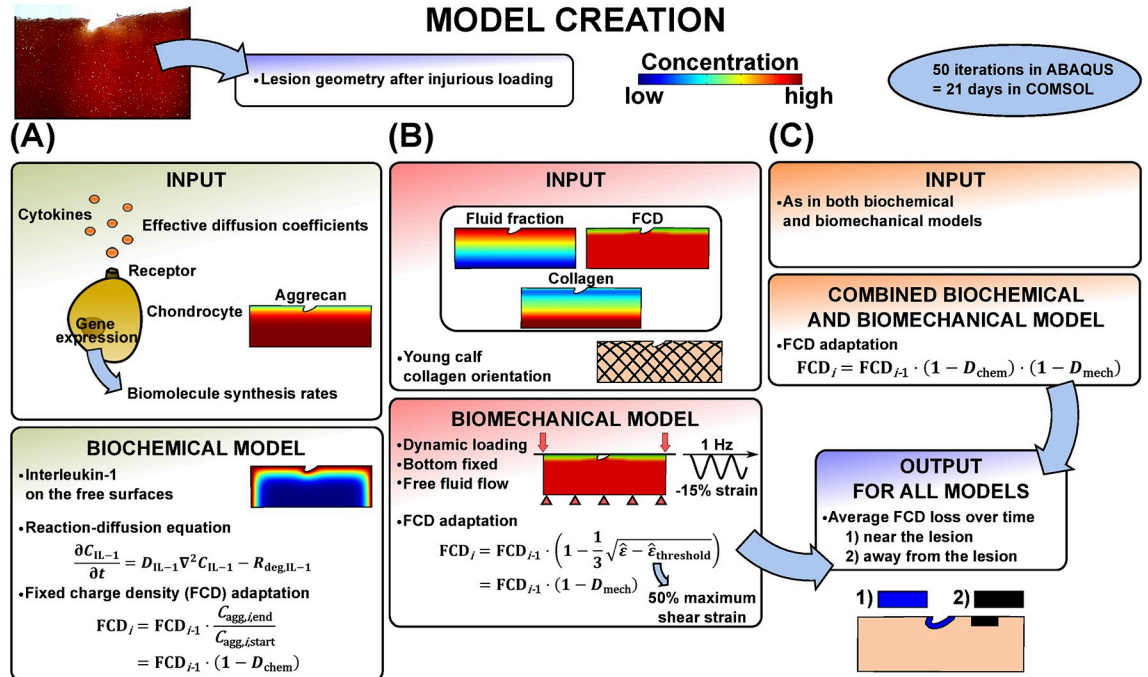 MODEL CREATION
•Lesion geometry after injurious loading
Concentration
low high
50 iterations in ABAQUS
= 21 days in COMSOL
(A)
INPUT
Cytokines
Effective diffusion coefficients
Receptor
Chondrocyte
Aggrecan
Gene
expression
Biomolecule synthesis rates
BIOCHEMICAL MODEL
•Interleukin-1
on the free surfaces
•Reaction-diffusion equation
∂C_IL-1/∂t = D_IL-1∇²C_IL-1 − R_deg,IL-1
•Fixed charge density (FCD) adaptation
FCD_i = FCD_i-1 · C_agg,i,end/C_agg,i,start
= FCD_i-1 · (1 − D_chem)
(B)
INPUT
Fluid fraction
FCD
Collagen
•Young calf
collagen orientation
BIOMECHANICAL MODEL
•Dynamic loading
•Bottom fixed
•Free fluid flow
1 Hz
-15% strain
•FCD adaptation
FCD_i = FCD_i-1 · (1 − 1/3 √(ε̂ − ε̂_threshold))
= FCD_i-1 · (1 − D_mech)
50% maximum
shear strain
(C)
INPUT
•As in both biochemical
and biomechanical models
COMBINED BIOCHEMICAL
AND BIOMECHANICAL MODEL
•FCD adaptation
FCD_i = FCD_i-1 · (1 − D_chem) · (1 − D_mech)
OUTPUT
FOR ALL MODELS
•Average FCD loss over time
1) near the lesion
2) away from the lesion
1) 2)